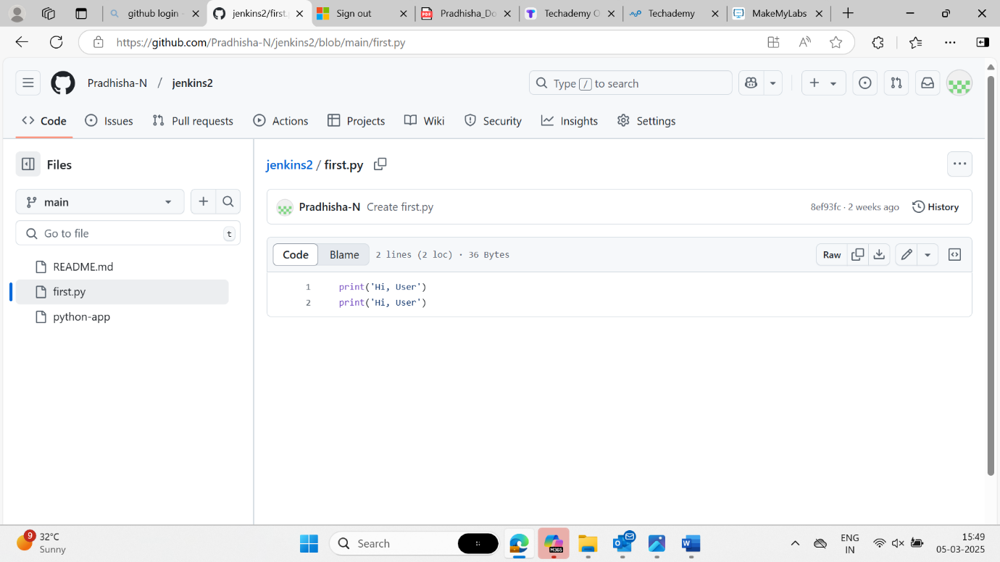 github login -
jenkins2/first.
Sign out
PDF
Pradhisha_Do
Techademy O
Techademy
MakeMyLabs
https://github.com/Pradhisha-N/jenkins2/blob/main/first.py
Pradhisha-N / jenkins2
Type / to search
Code
Issues
Pull requests
Actions
Projects
Wiki
Security
Insights
Settings
Files
jenkins2 / first.py
main
Pradhisha-N Create first.py
8ef93fc · 2 weeks ago
History
Go to file
t
Code
Blame
2 lines (2 loc) · 36 Bytes
Raw
README.md
first.py
python-app
1 print('Hi, User')
2 print('Hi, User')
9
32°C
Sunny
Search
M365
ENG
IN
15:49
05-03-2025